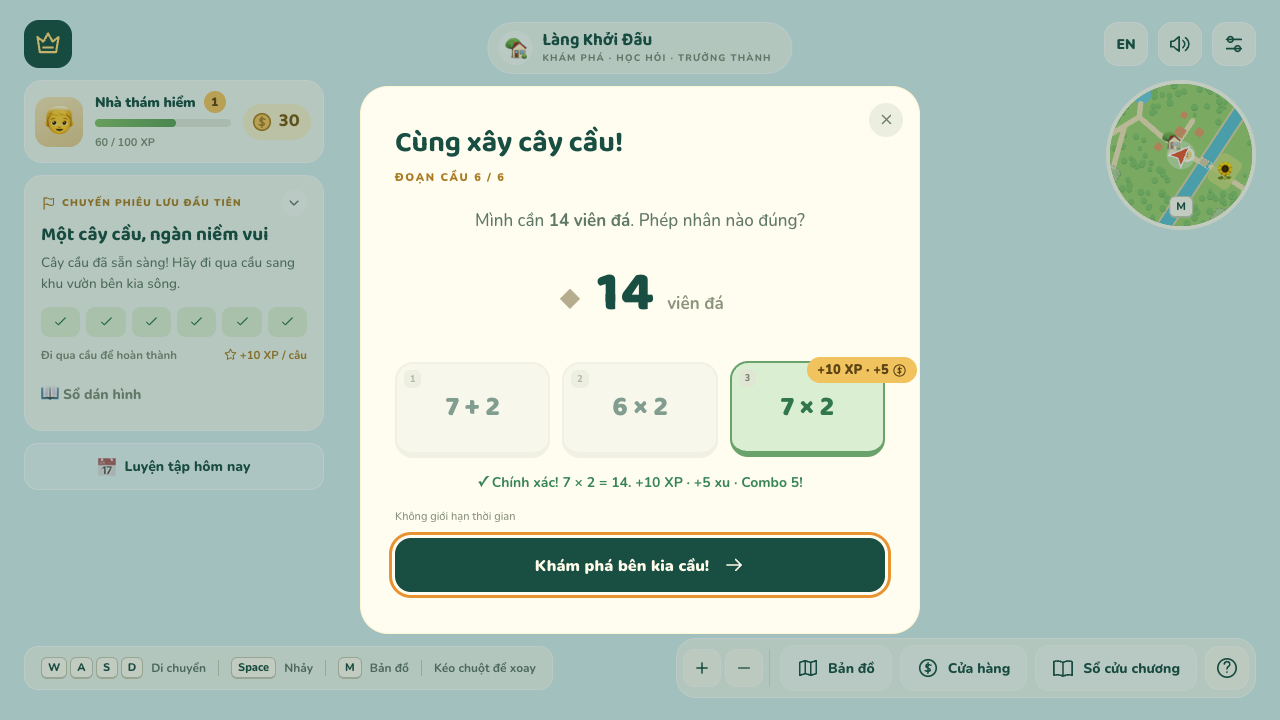 Làng Khởi Đầu
KHÁM PHÁ · HỌC HỎI · TRƯỞNG THÀNH
EN
Nhà thám hiểm 1
60 / 100 XP
30
CHUYẾN PHIÊU LƯU ĐẦU TIÊN
Một cây cầu, ngàn niềm vui
Cây cầu đã sẵn sàng! Hãy đi qua cầu sang
khu vườn bên kia sông.
Đi qua cầu để hoàn thành
+10 XP / câu
Sổ dán hình
Luyện tập hôm nay
Cùng xây cây cầu!
ĐOẠN CẦU 6 / 6
Mình cần 14 viên đá. Phép nhân nào đúng?
14 viên đá
1
7 + 2
2
6 × 2
3
+10 XP · +5
7 × 2
✓ Chính xác! 7 × 2 = 14. +10 XP · +5 xu · Combo 5!
Không giới hạn thời gian
Khám phá bên kia cầu!
M
W A S D Di chuyển
Space Nhảy
M Bản đồ
Kéo chuột để xoay
+ −
Bản đồ
Cửa hàng
Sổ cửu chương
?